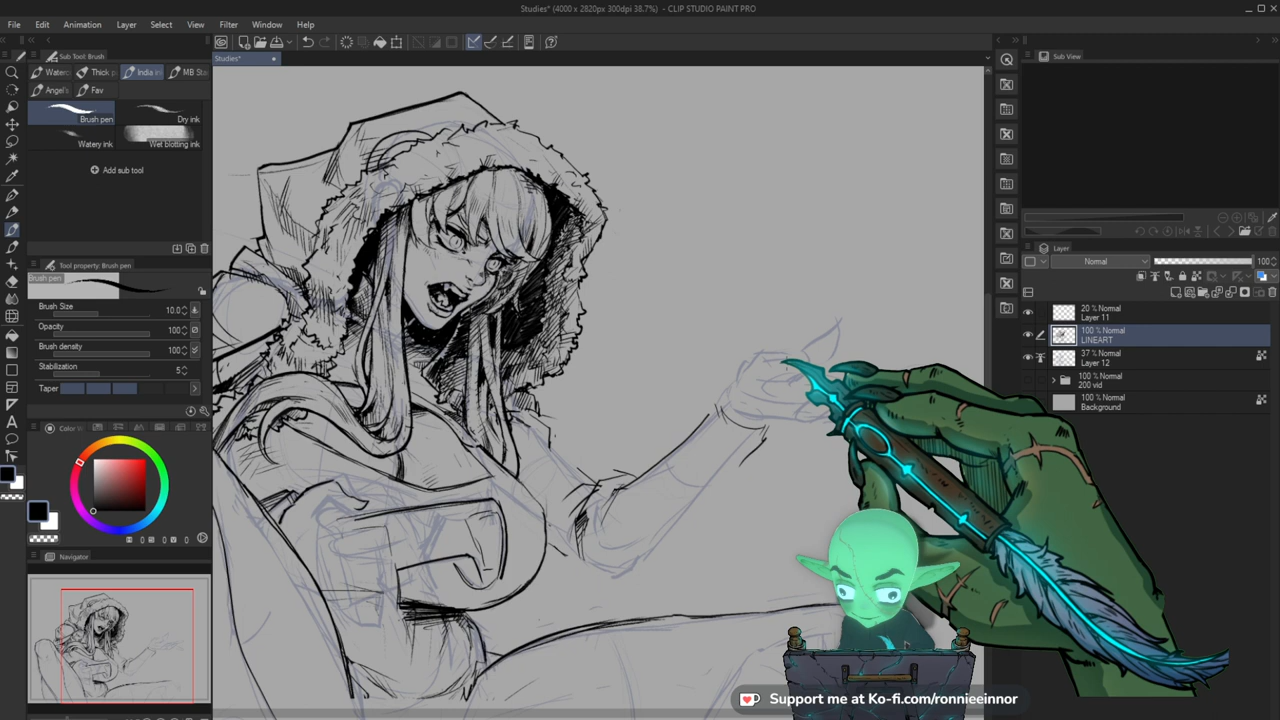 Studies* (4000 x 2820px 300dpi 38.7%) - CLIP STUDIO PAINT PRO
File Edit Animation Layer Select View Filter Window Help
Sub Tool: Brush
Studies*
Sub View
Thick p
India in
MB Sta
Angel's
Fav
Brush pen
Dry ink
Watery ink
Wet blotting ink
Add sub tool
Tool property: Brush pen
Brush pen
Brush Size 10.0
Opacity 100
Brush density 100
Stabilization 5
Taper
Navigator
Layer
Normal 100
20 % Normal
Layer 11
100 % Normal
LINEART
37 % Normal
Layer 12
100 % Normal
200 vid
100 % Normal
Background
Support me at Ko-fi.com/ronnieeinnor